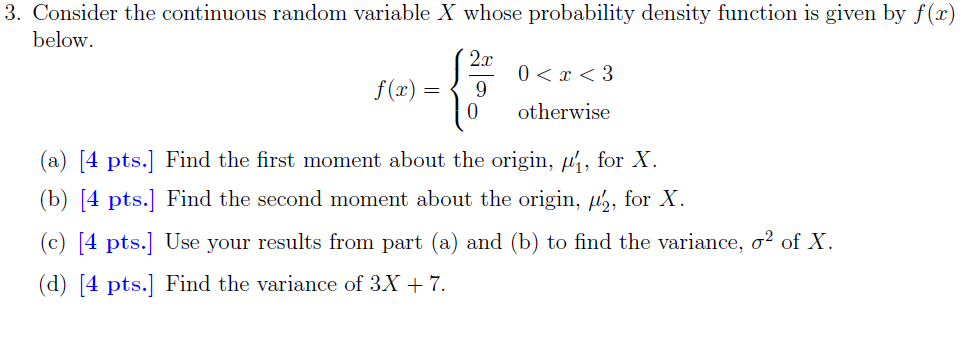 3. Consider the continuous random variable X whose probability density function is given by f(x)
below.
f(x) = { 2x/9 0 < x < 3
0 otherwise
(a) [4 pts.] Find the first moment about the origin, μ′₁, for X.
(b) [4 pts.] Find the second moment about the origin, μ′₂, for X.
(c) [4 pts.] Use your results from part (a) and (b) to find the variance, σ² of X.
(d) [4 pts.] Find the variance of 3X + 7.